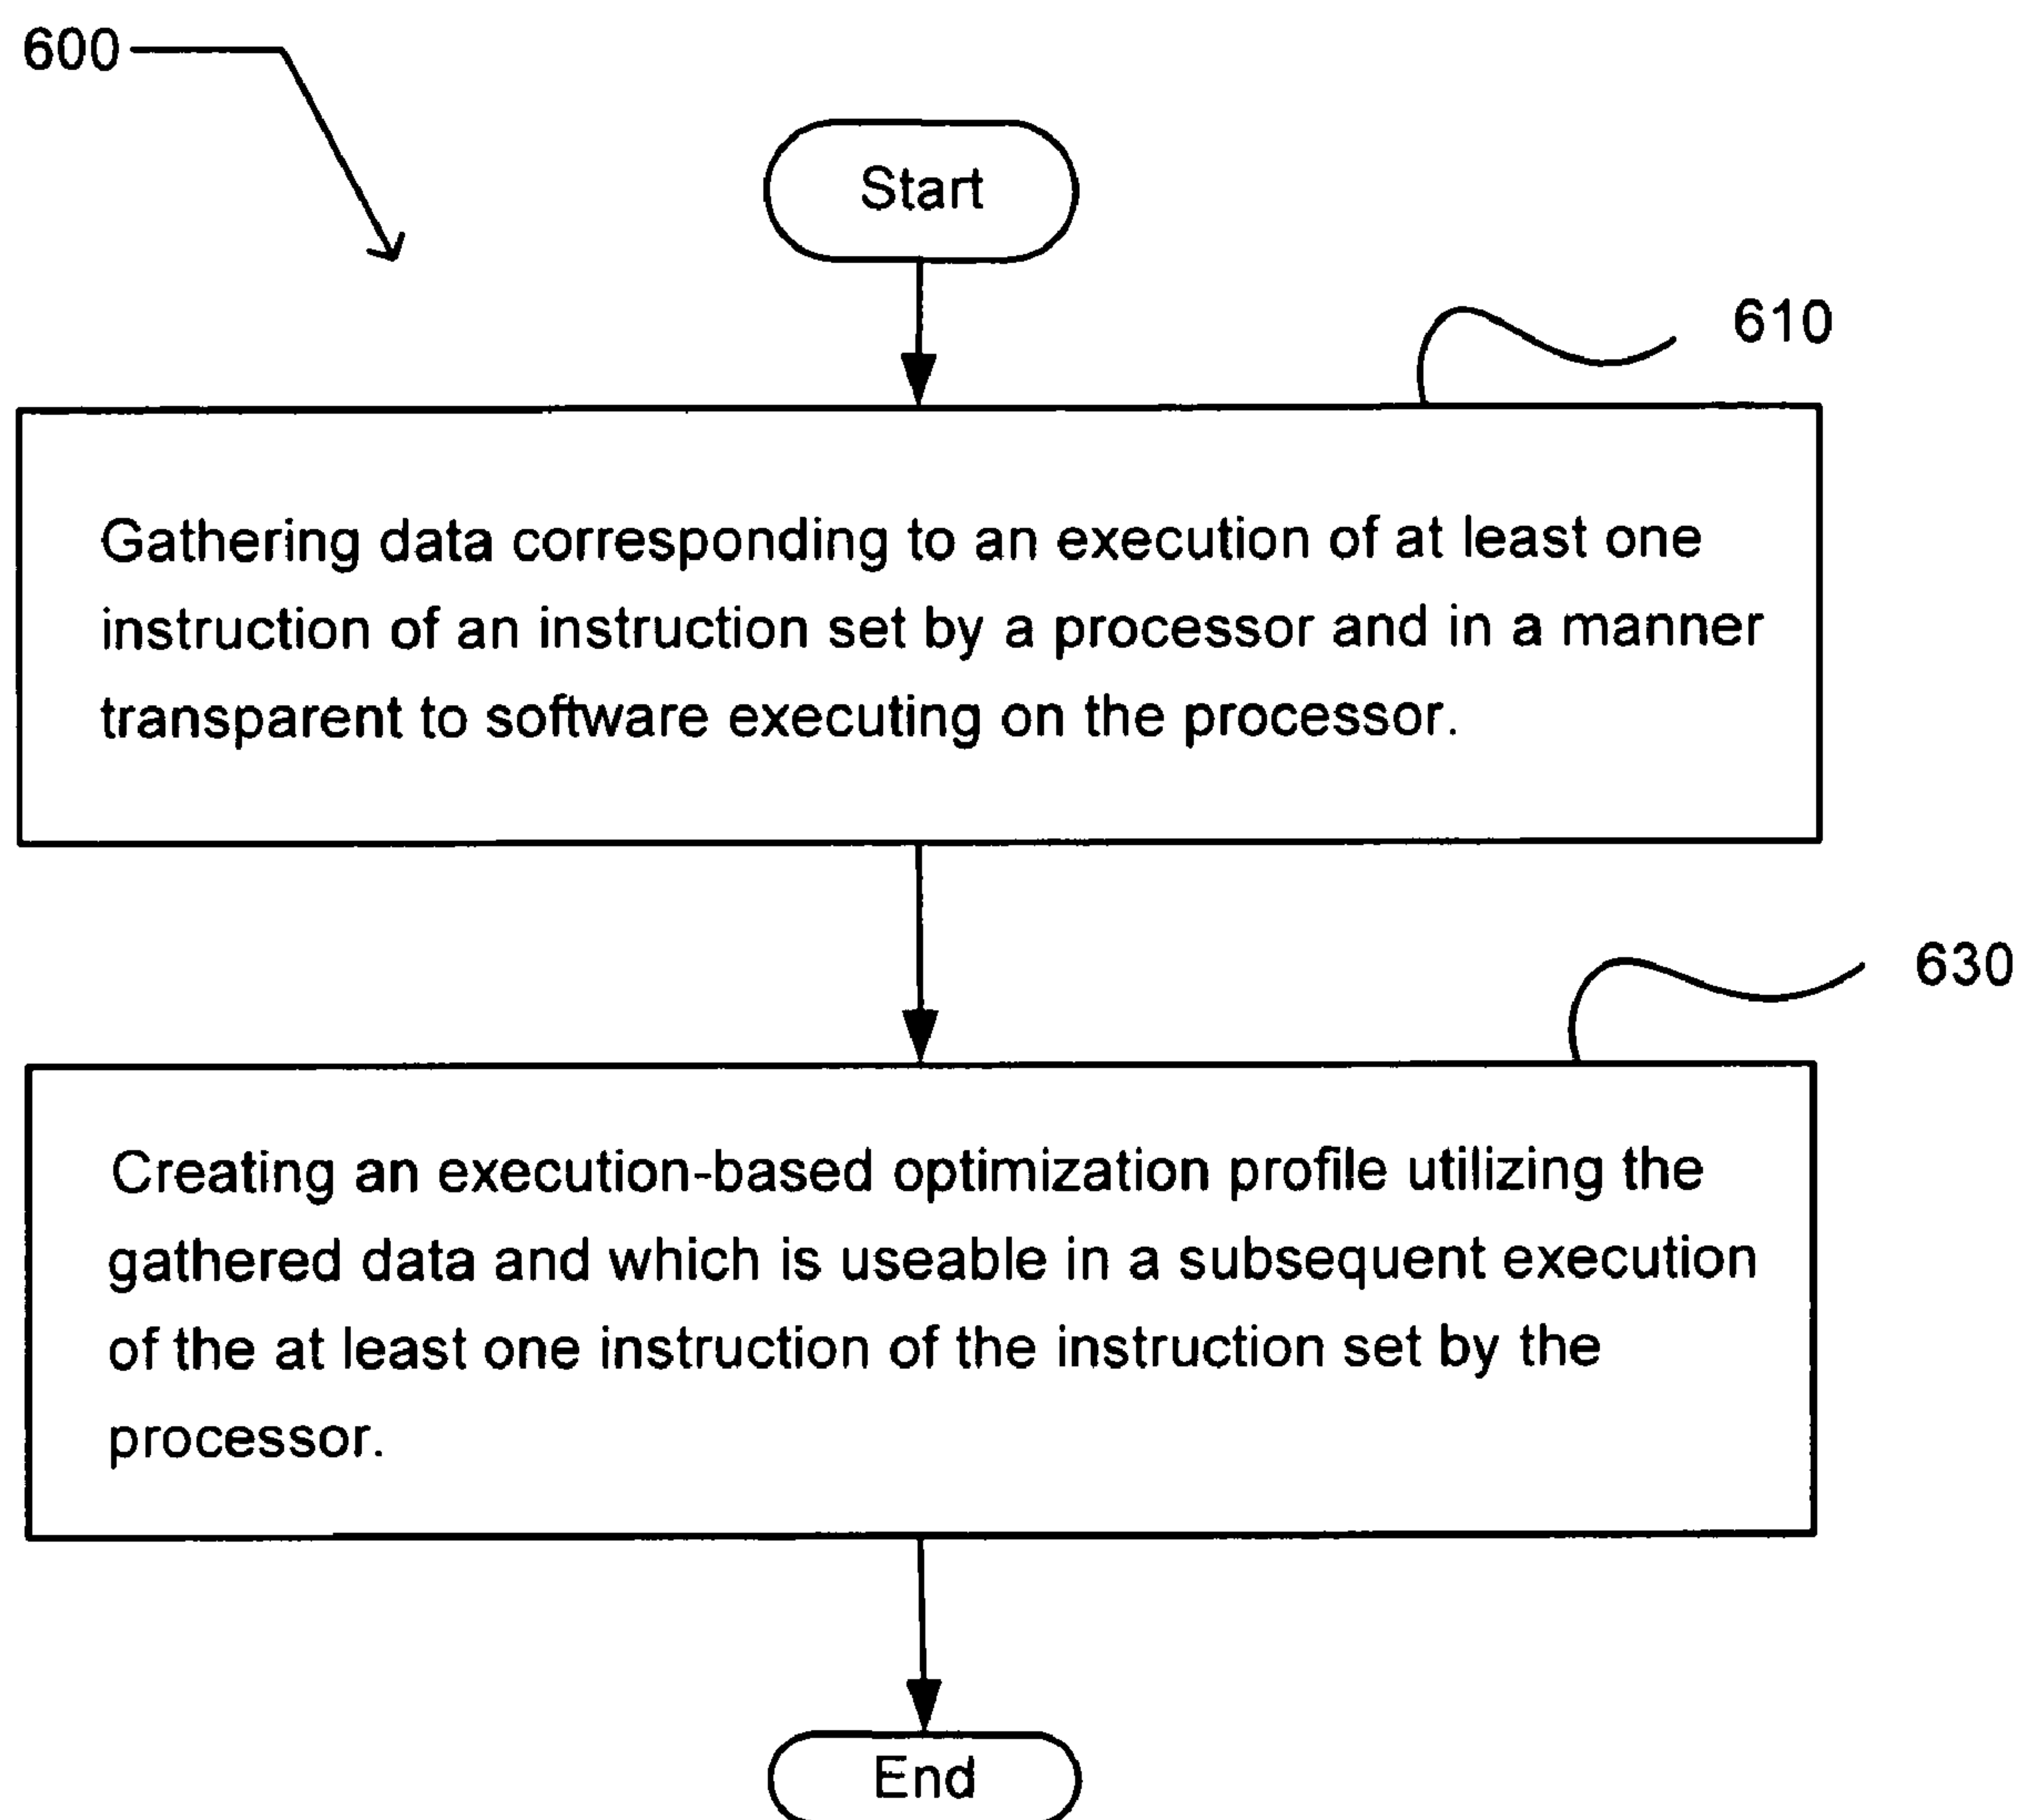 600
Start
610
Gathering data corresponding to an execution of at least one
instruction of an instruction set by a processor and in a manner
transparent to software executing on the processor.
630
Creating an execution-based optimization profile utilizing the
gathered data and which is useable in a subsequent execution
of the at least one instruction of the instruction set by the
processor.
End